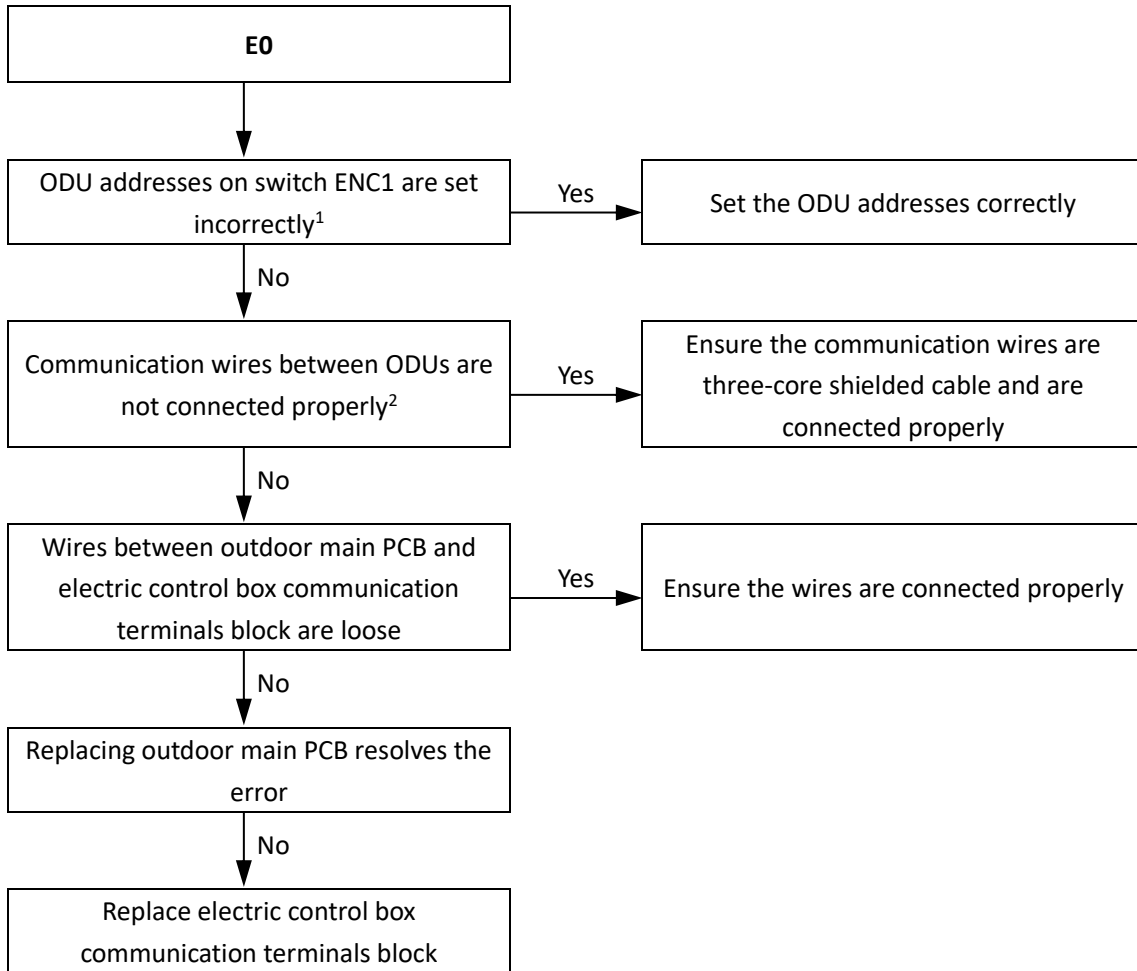 E0
ODU addresses on switch ENC1 are set
incorrectly¹
Yes
Set the ODU addresses correctly
No
Communication wires between ODUs are
not connected properly²
Yes
Ensure the communication wires are
three-core shielded cable and are
connected properly
No
Wires between outdoor main PCB and
electric control box communication
terminals block are loose
Yes
Ensure the wires are connected properly
No
Replacing outdoor main PCB resolves the
error
No
Replace electric control box
communication terminals block